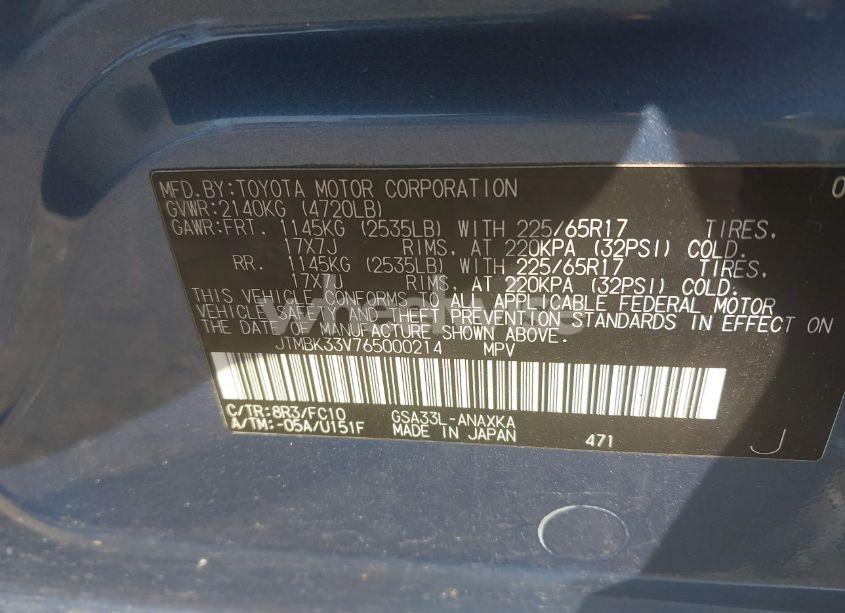 MFD.BY:TOYOTA MOTOR CORPORATION 0
GVWR:2140KG (4720LB)
GAWR:FRT. 1145KG (2535LB) WITH 225/65R17 TIRES,
17X7J RIMS, AT 220KPA (32PSI) COLD.
RR. 1145KG (2535LB) WITH 225/65R17 TIRES,
17X7J RIMS, AT 220KPA (32PSI) COLD.
THIS VEHICLE CONFORMS TO ALL APPLICABLE FEDERAL MOTOR
VEHICLE SAFETY AND THEFT PREVENTION STANDARDS IN EFFECT ON
THE DATE OF MANUFACTURE SHOWN ABOVE.
JTMBK33V765000214 MPV
C/TR:8R3/FC10 GSA33L-ANAXKA
A/TM:-05A/U151F MADE IN JAPAN 471 J